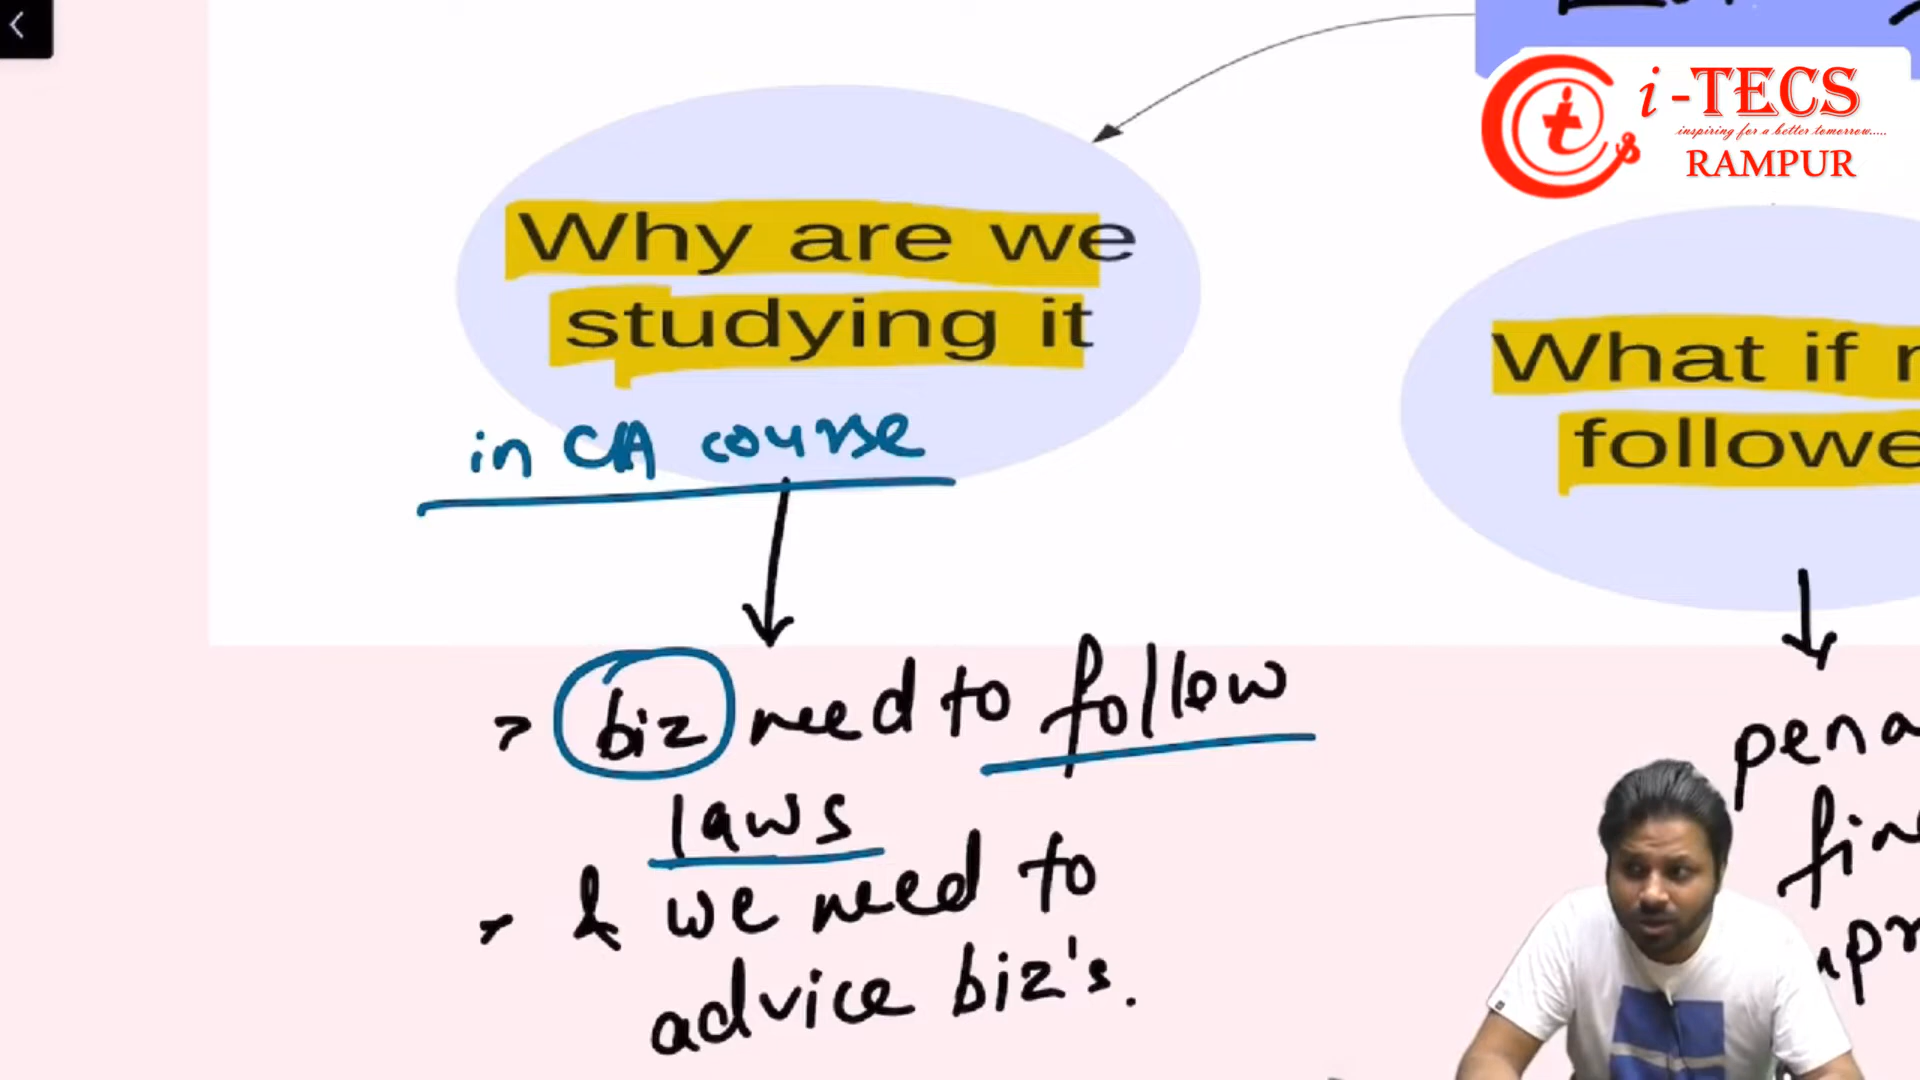 i-TECS
inspiring for a better tomorrow.....
RAMPUR
Why are we
studying it
in CA course
> biz need to follow
laws
& we need to
advice biz's.
What if
followe
pena
fin